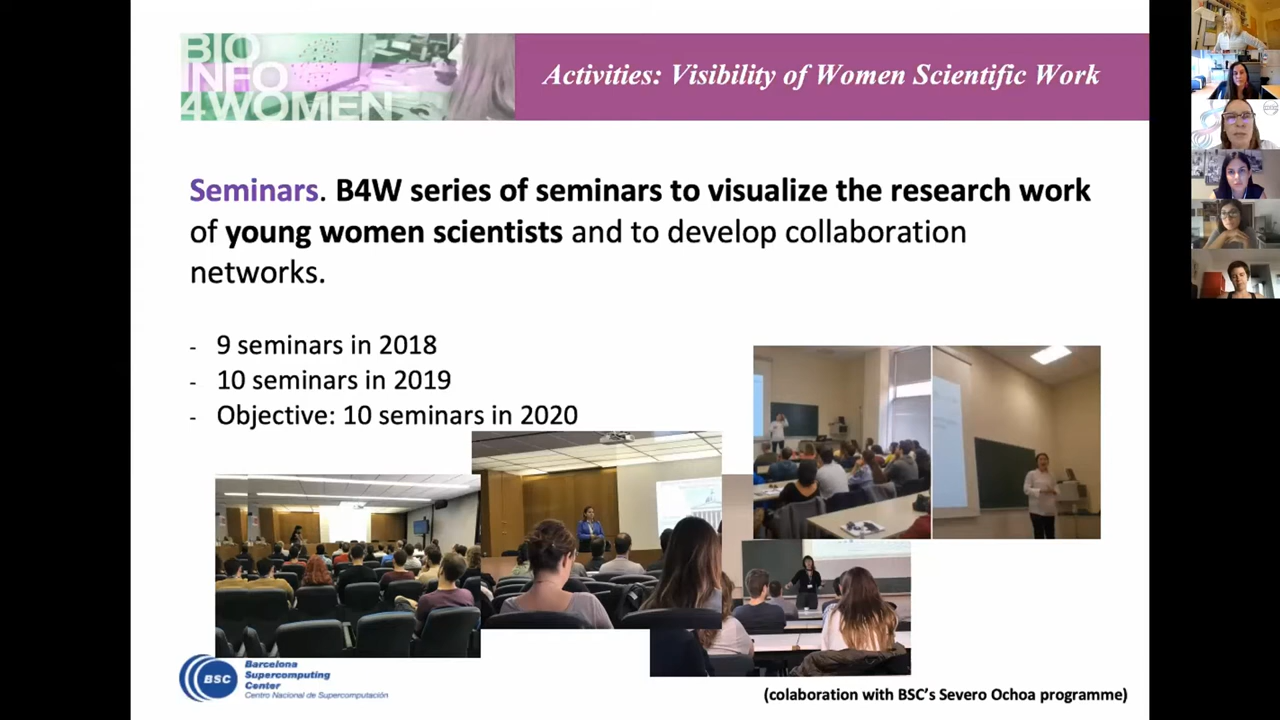 BIO
INFO
4WOMEN
Activities: Visibility of Women Scientific Work
Seminars. B4W series of seminars to visualize the research work
of young women scientists and to develop collaboration
networks.
- 9 seminars in 2018
- 10 seminars in 2019
- Objective: 10 seminars in 2020
BSC
Barcelona
Supercomputing
Center
Centro Nacional de Supercomputación
(colaboration with BSC's Severo Ochoa programme)